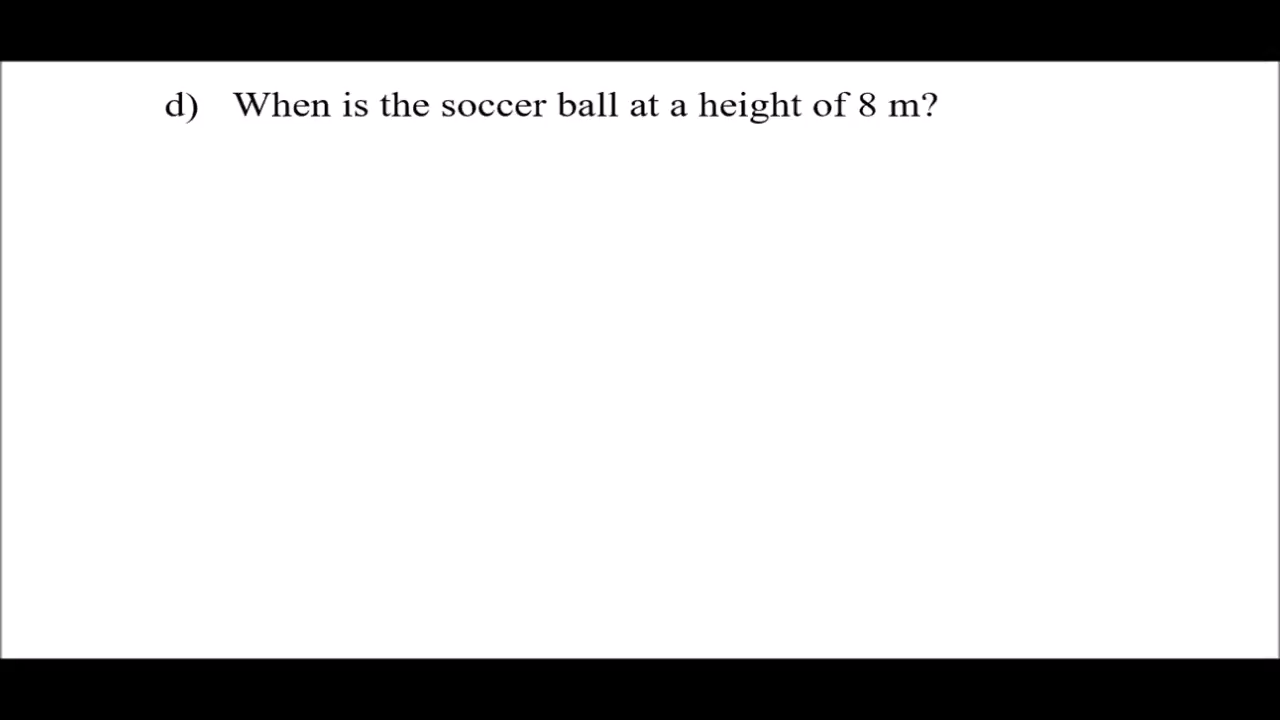 d) When is the soccer ball at a height of 8 m?